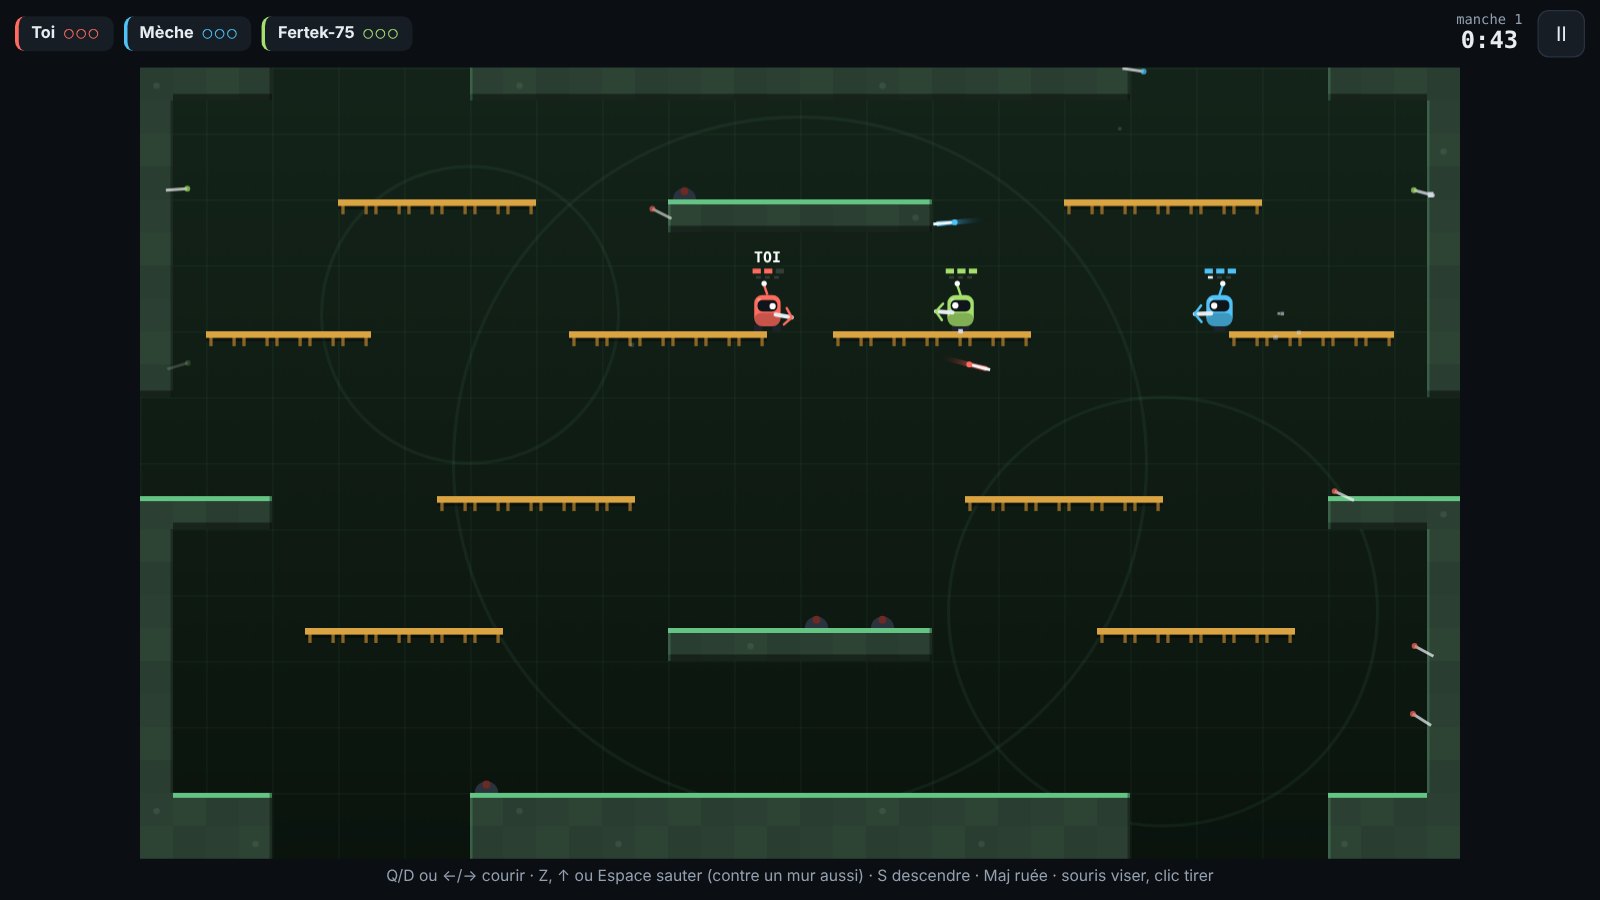 Toi ○○○ Mèche ○○○ Fertek-75 ○○○
manche 1
0:43
TOI
Q/D ou ←/→ courir · Z, ↑ ou Espace sauter (contre un mur aussi) · S descendre · Maj ruée · souris viser, clic tirer